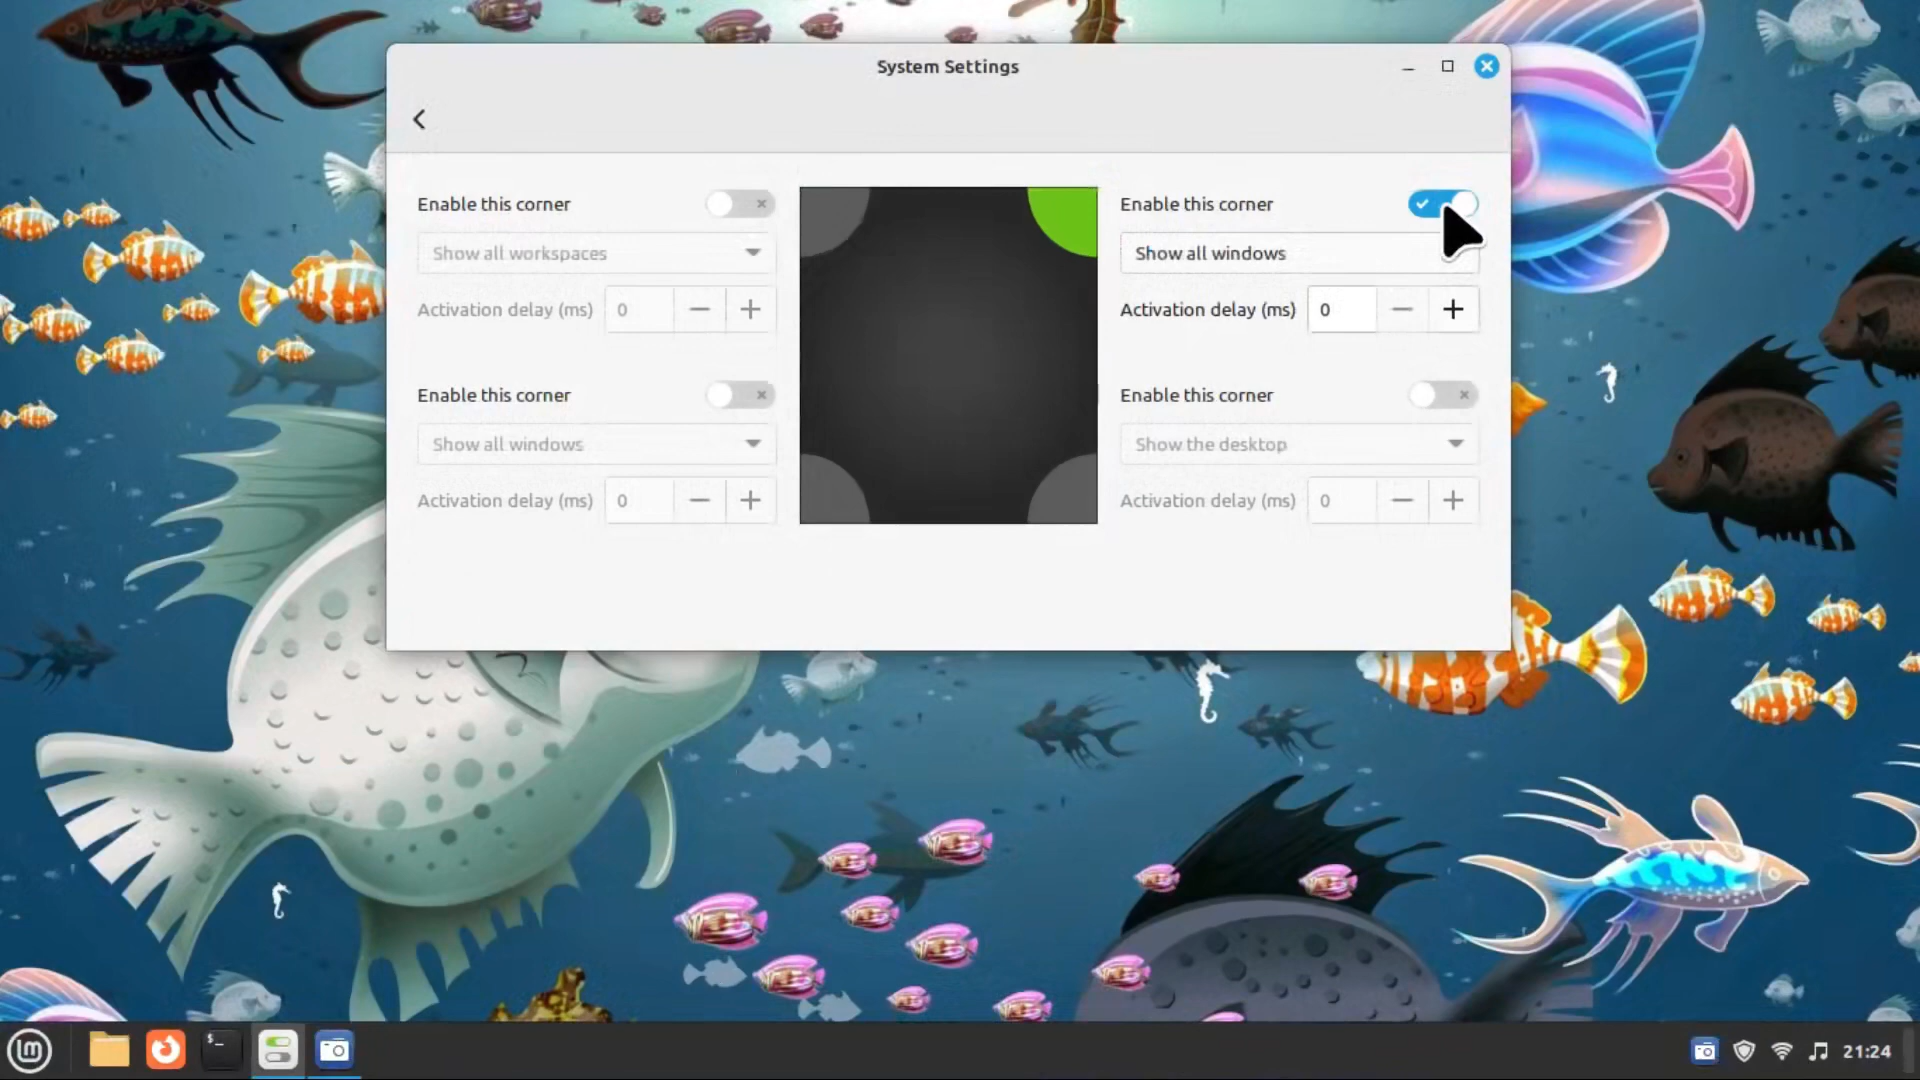 System Settings
Enable this corner
Show all workspaces
Activation delay (ms) 0
Enable this corner
Show all windows
Activation delay (ms) 0
Enable this corner
Show all windows
Activation delay (ms) 0
Enable this corner
Show the desktop
Activation delay (ms) 0
21:24